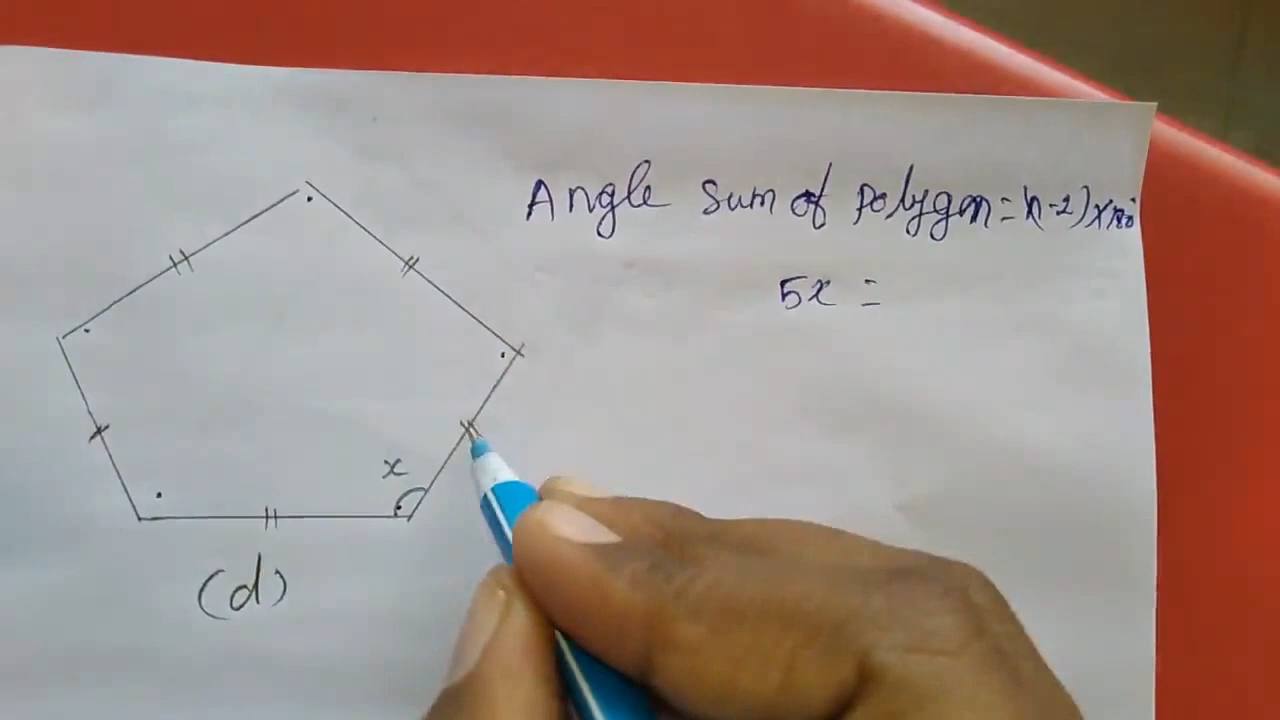 Angle sum of polygon = (n-2) x 180°
5x =
x
(d)